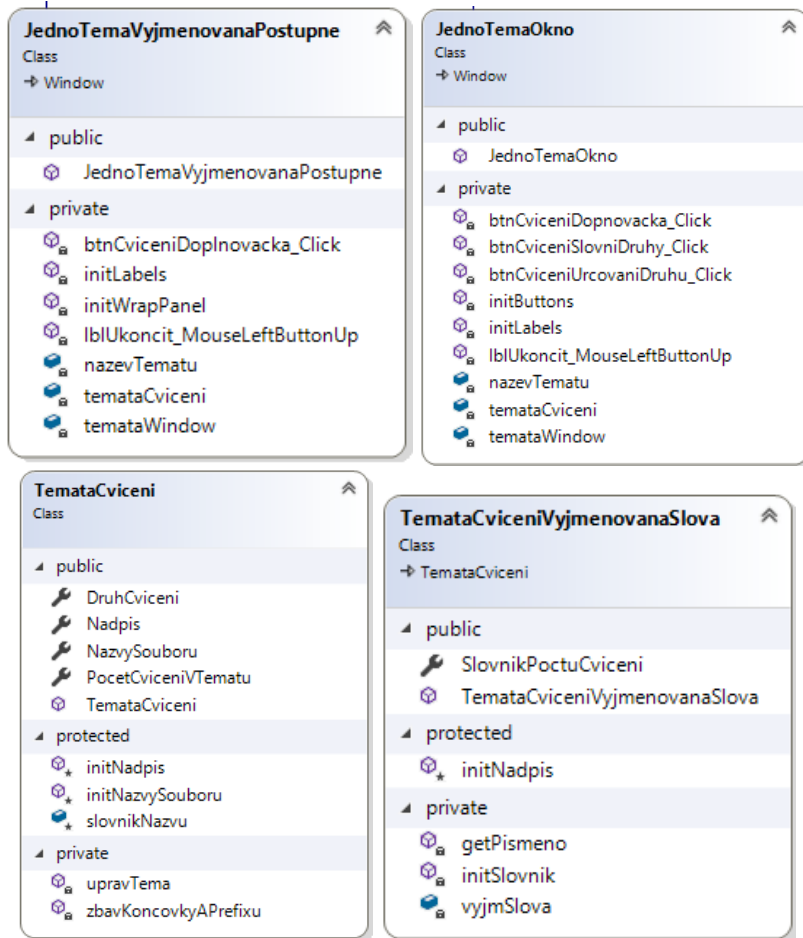 JednoTemaVyjmenovanaPostupne
Class
Window
public
JednoTemaVyjmenovanaPostupne
private
btnCviceniDoplnovacka_Click
initLabels
initWrapPanel
lblUkoncit_MouseLeftButtonUp
nazevTematu
temataCviceni
temataWindow
JednoTemaOkno
Class
Window
public
JednoTemaOkno
private
btnCviceniDopnovacka_Click
btnCviceniSlovniDruhy_Click
btnCviceniUrcovaniDruhu_Click
initButtons
initLabels
lblUkoncit_MouseLeftButtonUp
nazevTematu
temataCviceni
temataWindow
TemataCviceni
Class
public
DruhCviceni
Nadpis
NazvySouboru
PocetCviceniVTematu
TemataCviceni
protected
initNadpis
initNazvySouboru
slovnikNazvu
private
upravTema
zbavKoncovkyAPrefixu
TemataCviceniVyjmenovanaSlova
Class
TemataCviceni
public
SlovnikPoctuCviceni
TemataCviceniVyjmenovanaSlova
protected
initNadpis
private
getPismeno
initSlovnik
vyjmSlova